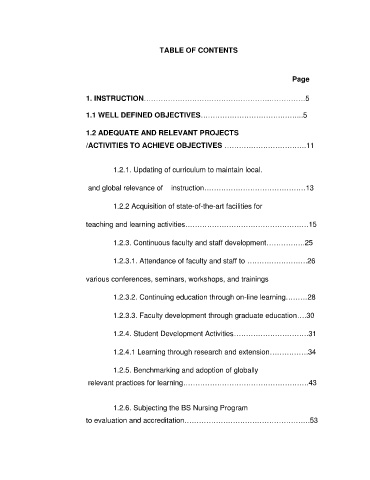 TABLE OF CONTENTS
Page
1. INSTRUCTION…………………………………………………5
1.1 WELL DEFINED OBJECTIVES………………………………...5
1.2 ADEQUATE AND RELEVANT PROJECTS
/ACTIVITIES TO ACHIEVE OBJECTIVES …………………………….11
1.2.1. Updating of curriculum to maintain local.
and global relevance of instruction……………………………………13
1.2.2 Acquisition of state-of-the-art facilities for
teaching and learning activities……………………………………………15
1.2.3. Continuous faculty and staff development……………25
1.2.3.1. Attendance of faculty and staff to …………………….26
various conferences, seminars, workshops, and trainings
1.2.3.2. Continuing education through on-line learning………28
1.2.3.3. Faculty development through graduate education….30
1.2.4. Student Development Activities…………………………31
1.2.4.1 Learning through research and extension…………….34
1.2.5. Benchmarking and adoption of globally
relevant practices for learning…………………………………………….43
1.2.6. Subjecting the BS Nursing Program
to evaluation and accreditation…………………………………………….53